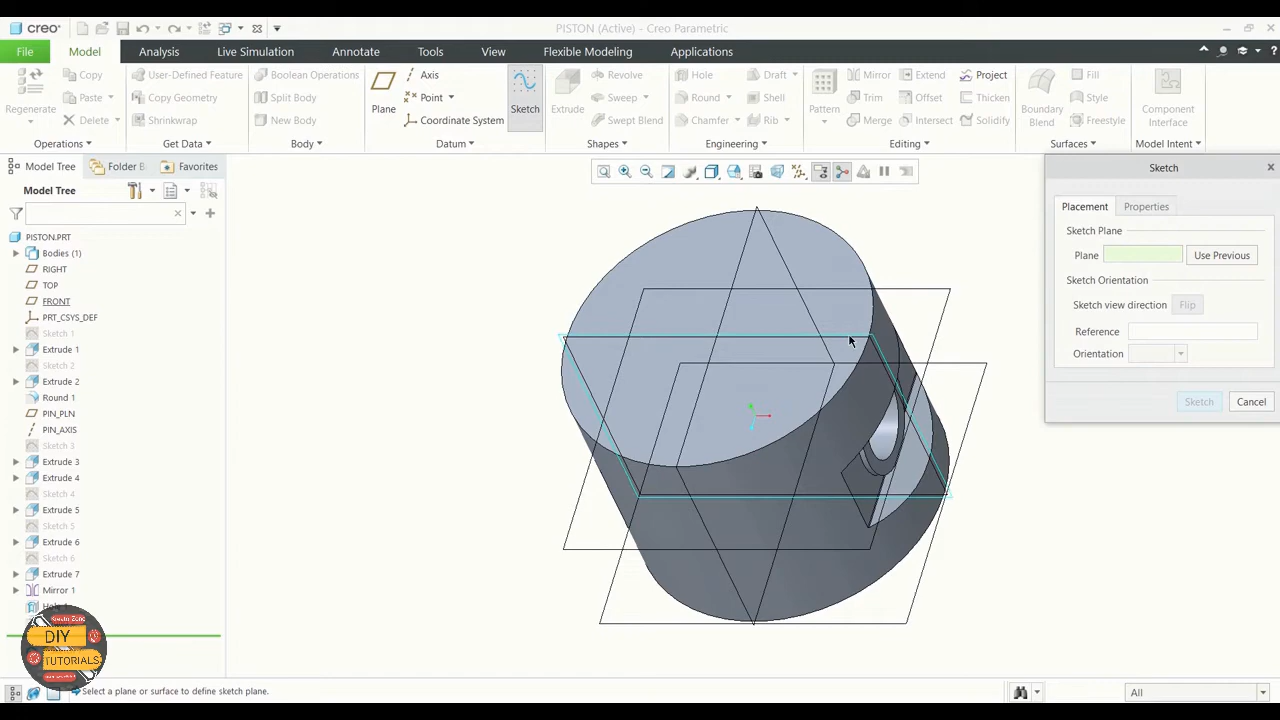 creo
PISTON (Active) - Creo Parametric
File Model Analysis Live Simulation Annotate Tools View Flexible Modeling Applications
Regenerate
Copy
Paste
Delete
User-Defined Feature
Copy Geometry
Shrinkwrap
Boolean Operations
Split Body
New Body
Plane
Axis
Point
Coordinate System
Sketch
Extrude
Revolve
Sweep
Swept Blend
Hole
Round
Chamfer
Draft
Shell
Rib
Pattern
Mirror
Trim
Merge
Extend
Offset
Intersect
Project
Thicken
Solidify
Boundary
Blend
Fill
Style
Freestyle
Component
Interface
Operations Get Data Body Datum Shapes Engineering Editing Surfaces Model Intent
Model Tree Folder B Favorites
Model Tree
PISTON.PRT
Bodies (1)
RIGHT
TOP
FRONT
PRT_CSYS_DEF
Sketch 1
Extrude 1
Sketch 2
Extrude 2
Round 1
PIN_PLN
PIN_AXIS
Sketch 3
Extrude 3
Extrude 4
Sketch 4
Extrude 5
Sketch 5
Extrude 6
Sketch 6
Extrude 7
Mirror 1
DIY
TUTORIALS
Sketch
Placement Properties
Sketch Plane
Plane Use Previous
Sketch Orientation
Sketch view direction Flip
Reference
Orientation
Sketch Cancel
Select a plane or surface to define sketch plane.
All